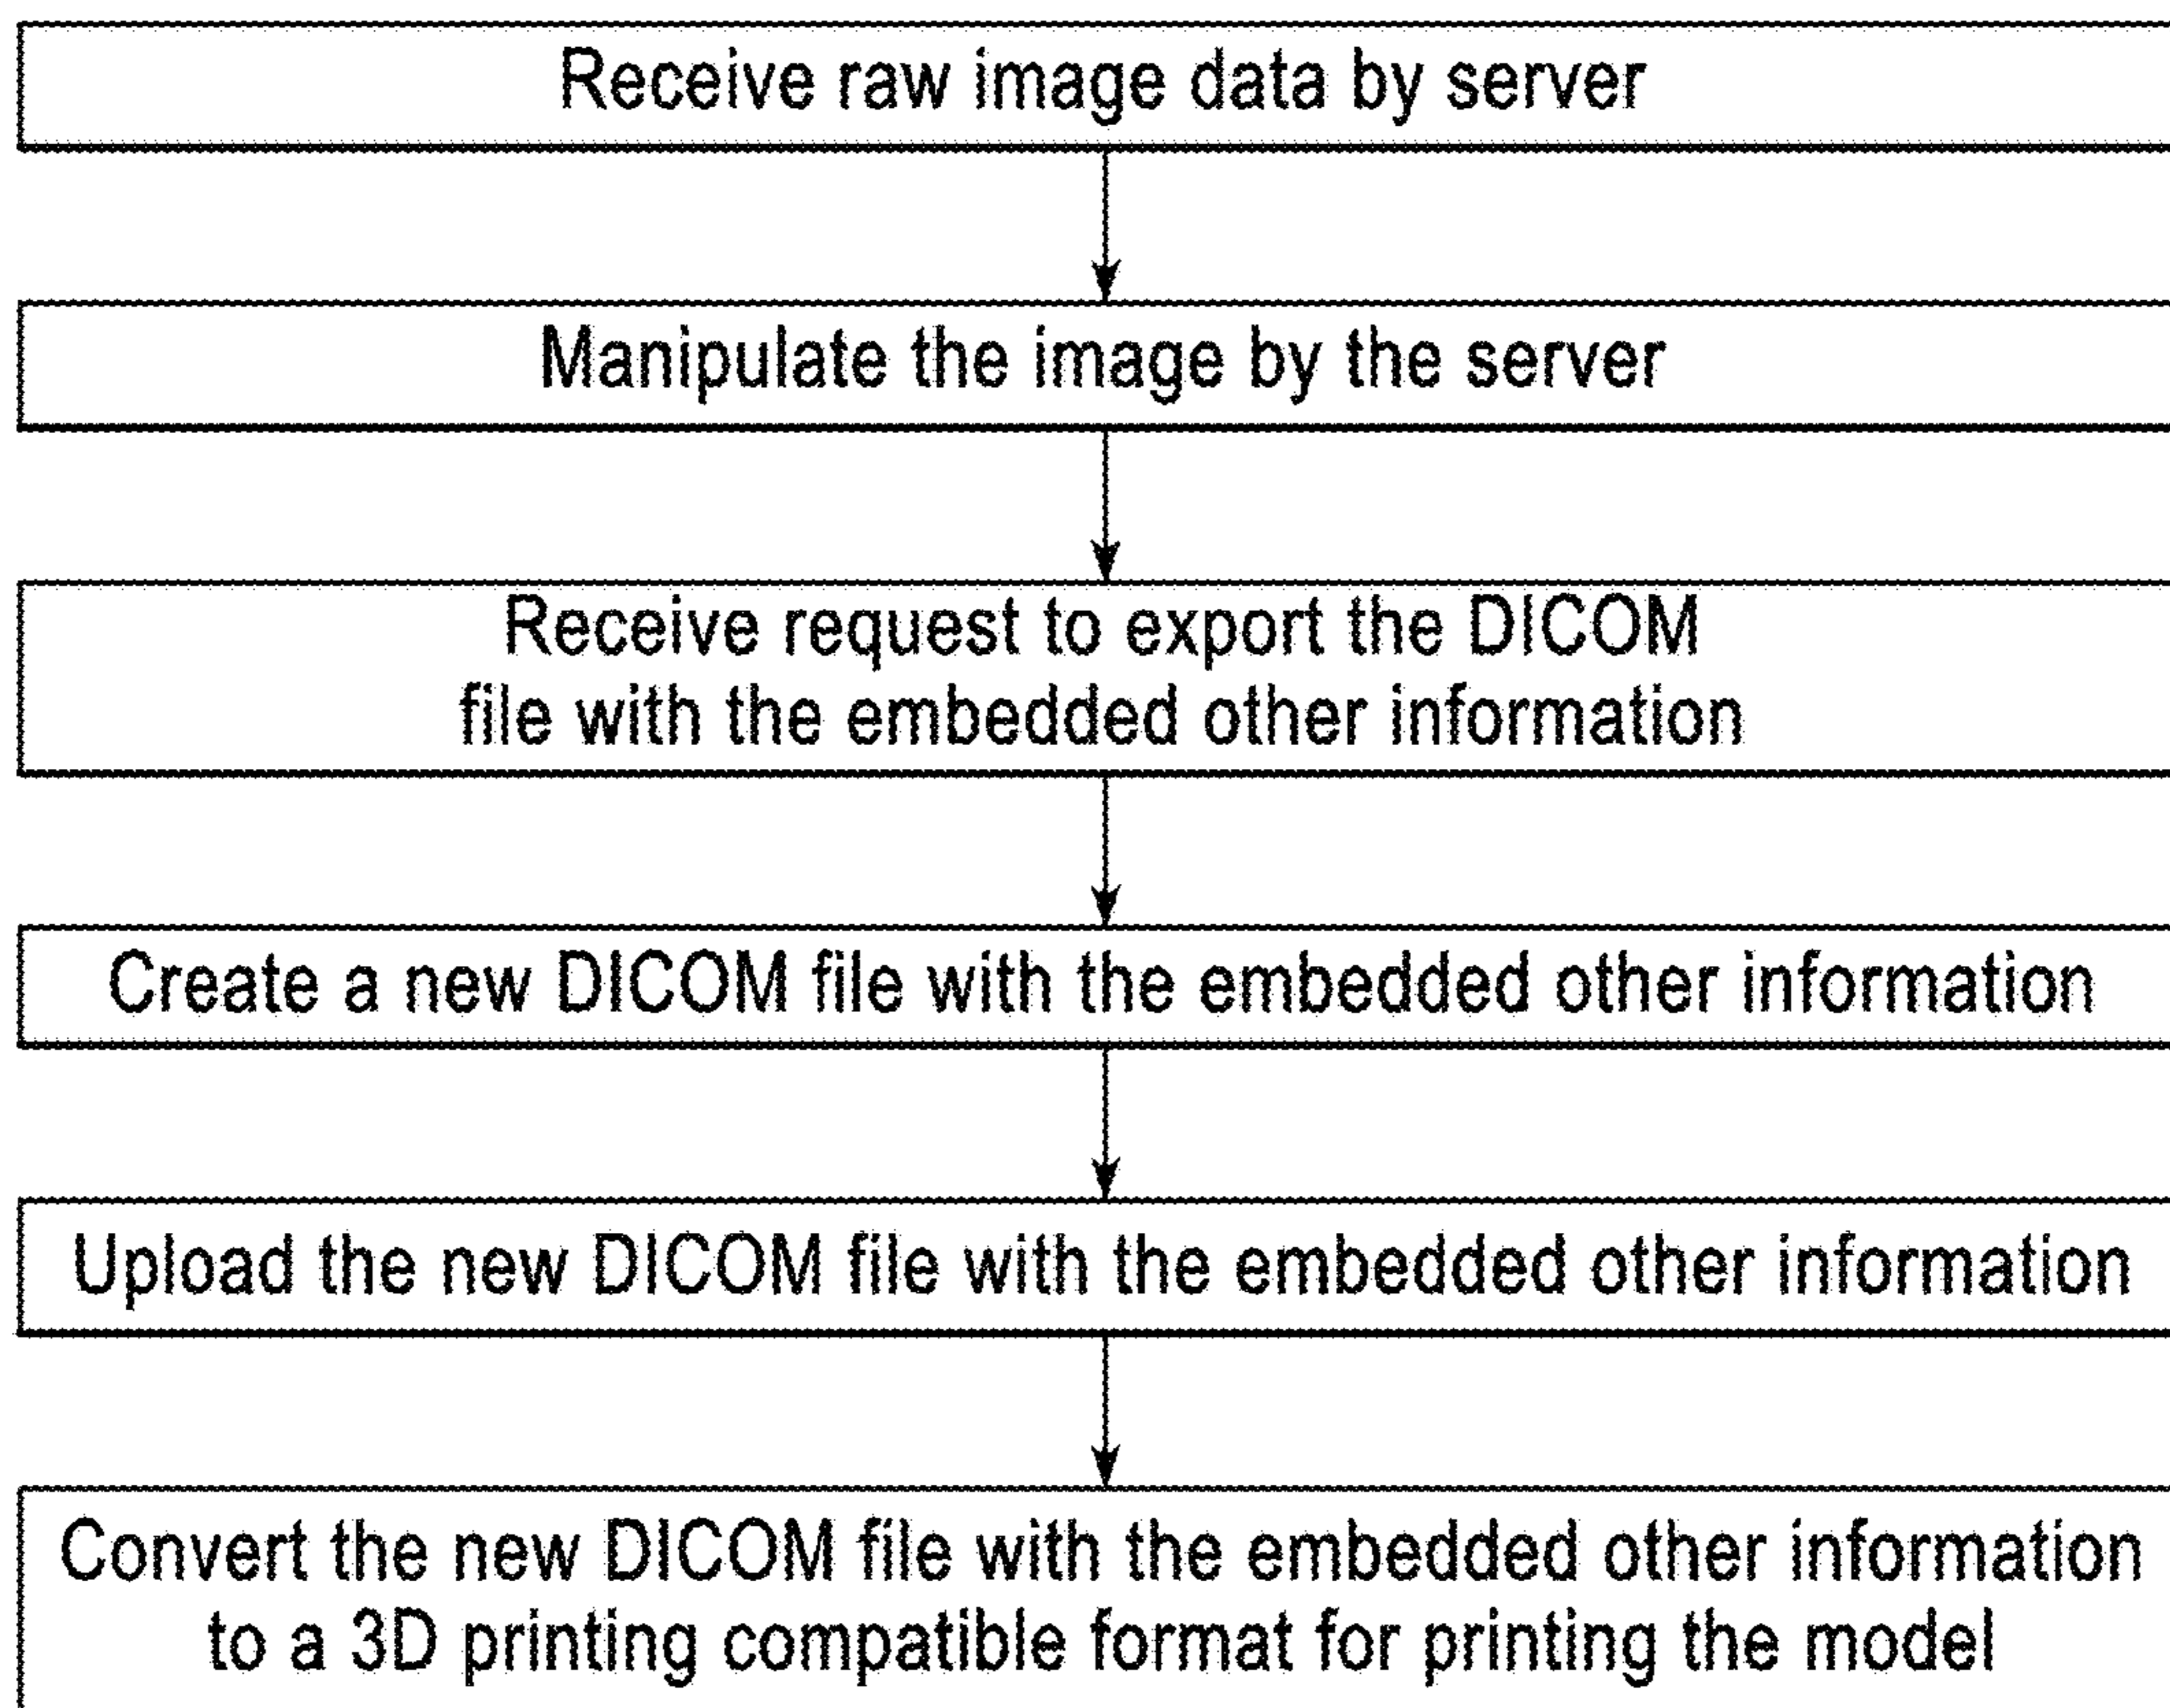 Receive raw image data by server
Manipulate the image by the server
Receive request to export the DICOM
file with the embedded other information
Create a new DICOM file with the embedded other information
Upload the new DICOM file with the embedded other information
Convert the new DICOM file with the embedded other information
to a 3D printing compatible format for printing the model